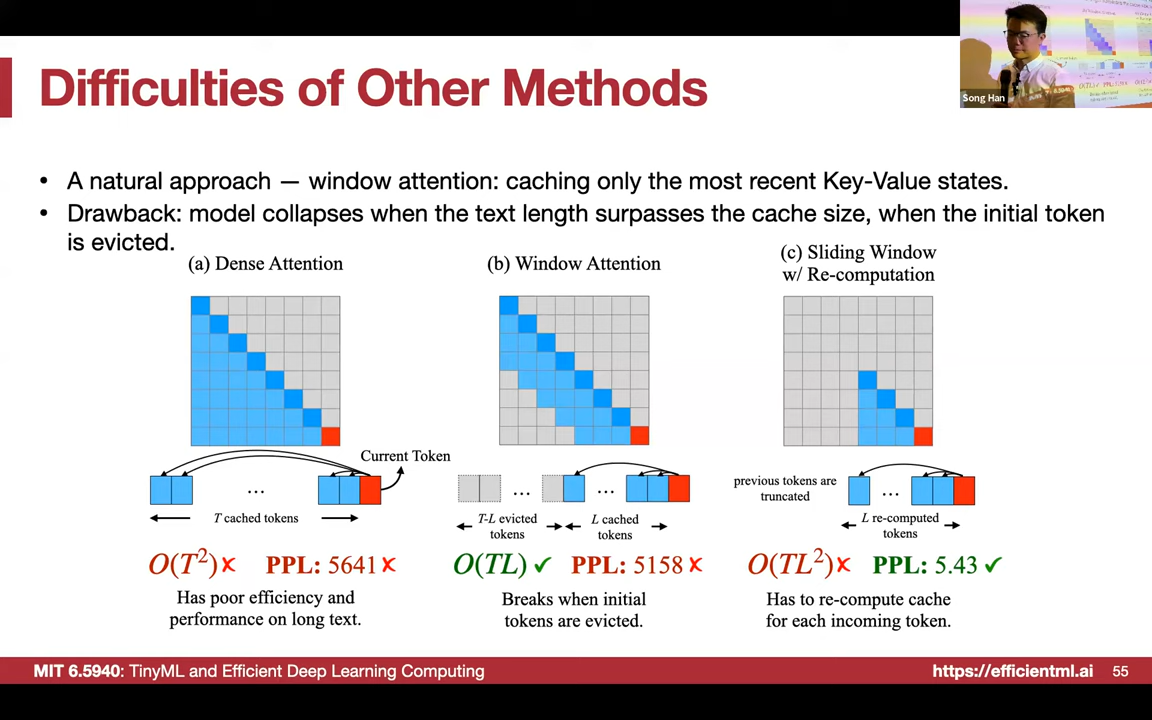 Song Han
Difficulties of Other Methods
• A natural approach — window attention: caching only the most recent Key-Value states.
• Drawback: model collapses when the text length surpasses the cache size, when the initial token
is evicted.
(a) Dense Attention
(b) Window Attention
(c) Sliding Window
w/ Re-computation
Current Token
...
T cached tokens
...
...
T-L evicted
tokens
L cached
tokens
previous tokens are
truncated
...
L re-computed
tokens
O(T²)✗ PPL: 5641 ✗
Has poor efficiency and
performance on long text.
O(TL) ✓ PPL: 5158 ✗
Breaks when initial
tokens are evicted.
O(TL²)✗ PPL: 5.43 ✓
Has to re-compute cache
for each incoming token.
MIT 6.5940: TinyML and Efficient Deep Learning Computing
https://efficientml.ai
55